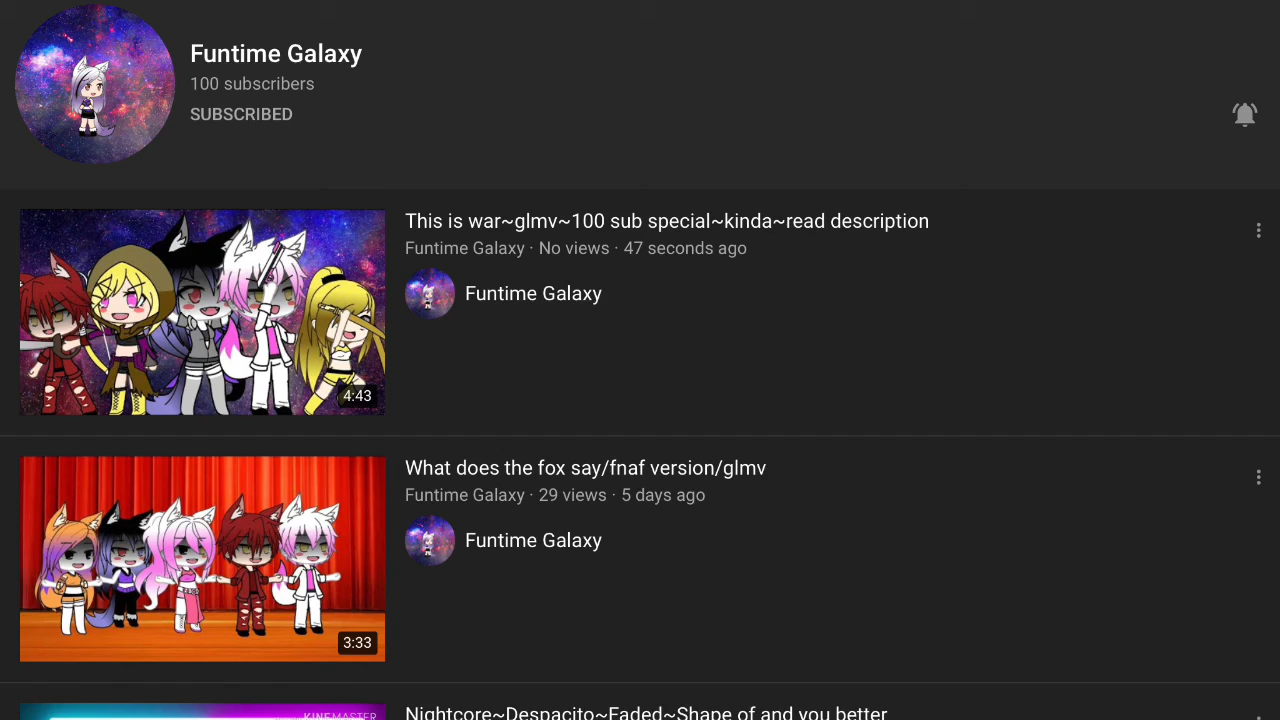 Funtime Galaxy
100 subscribers
SUBSCRIBED
This is war~glmv~100 sub special~kinda~read description
Funtime Galaxy · No views · 47 seconds ago
Funtime Galaxy
4:43
What does the fox say/fnaf version/glmv
Funtime Galaxy · 29 views · 5 days ago
Funtime Galaxy
3:33
KINEMASTER
Nightcore~Despacito~Faded~Shape of and you better